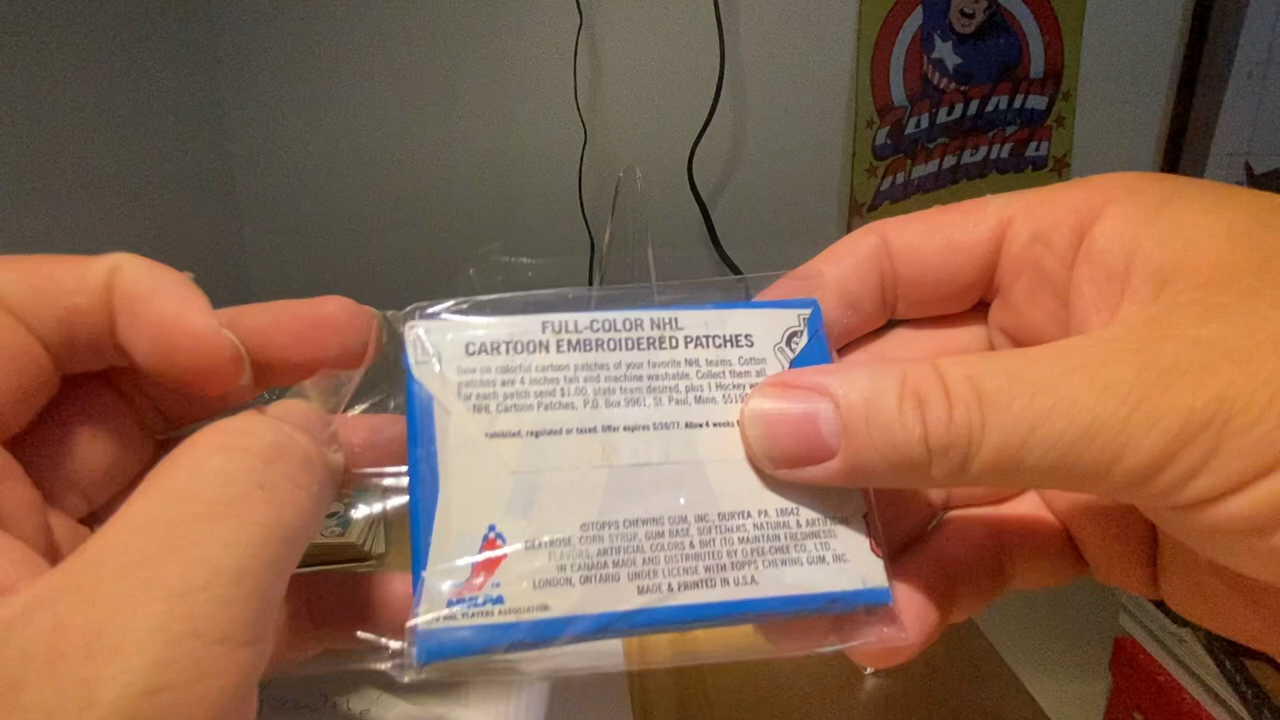 CAPTAIN
AMERICA
FULL-COLOR NHL
CARTOON EMBROIDERED PATCHES
Sew on colorful cartoon patches of your favorite NHL teams. Cotton
patches are 4 inches tall and machine washable. Collect them all.
For each patch send $1.00, state team desired, plus 1 Hockey
NHL Cartoon Patches, P.O. Box 9961, St. Paul, Minn.
prohibited, regulated or taxed. Offer expires Allow 4 weeks
©TOPPS CHEWING GUM, INC., DURYEA, PA. 18642
DEXTROSE, CORN SYRUP, GUM BASE, SOFTENERS, NATURAL & ARTIFICIAL
FLAVORS, ARTIFICIAL COLORS & BHT (TO MAINTAIN FRESHNESS)
IN CANADA MADE AND DISTRIBUTED BY O-PEE-CHEE CO., LTD.,
LONDON, ONTARIO UNDER LICENSE WITH TOPPS CHEWING GUM, INC.
MADE & PRINTED IN U.S.A.
NHLPA
TM
NHL PLAYERS ASSOCIATION